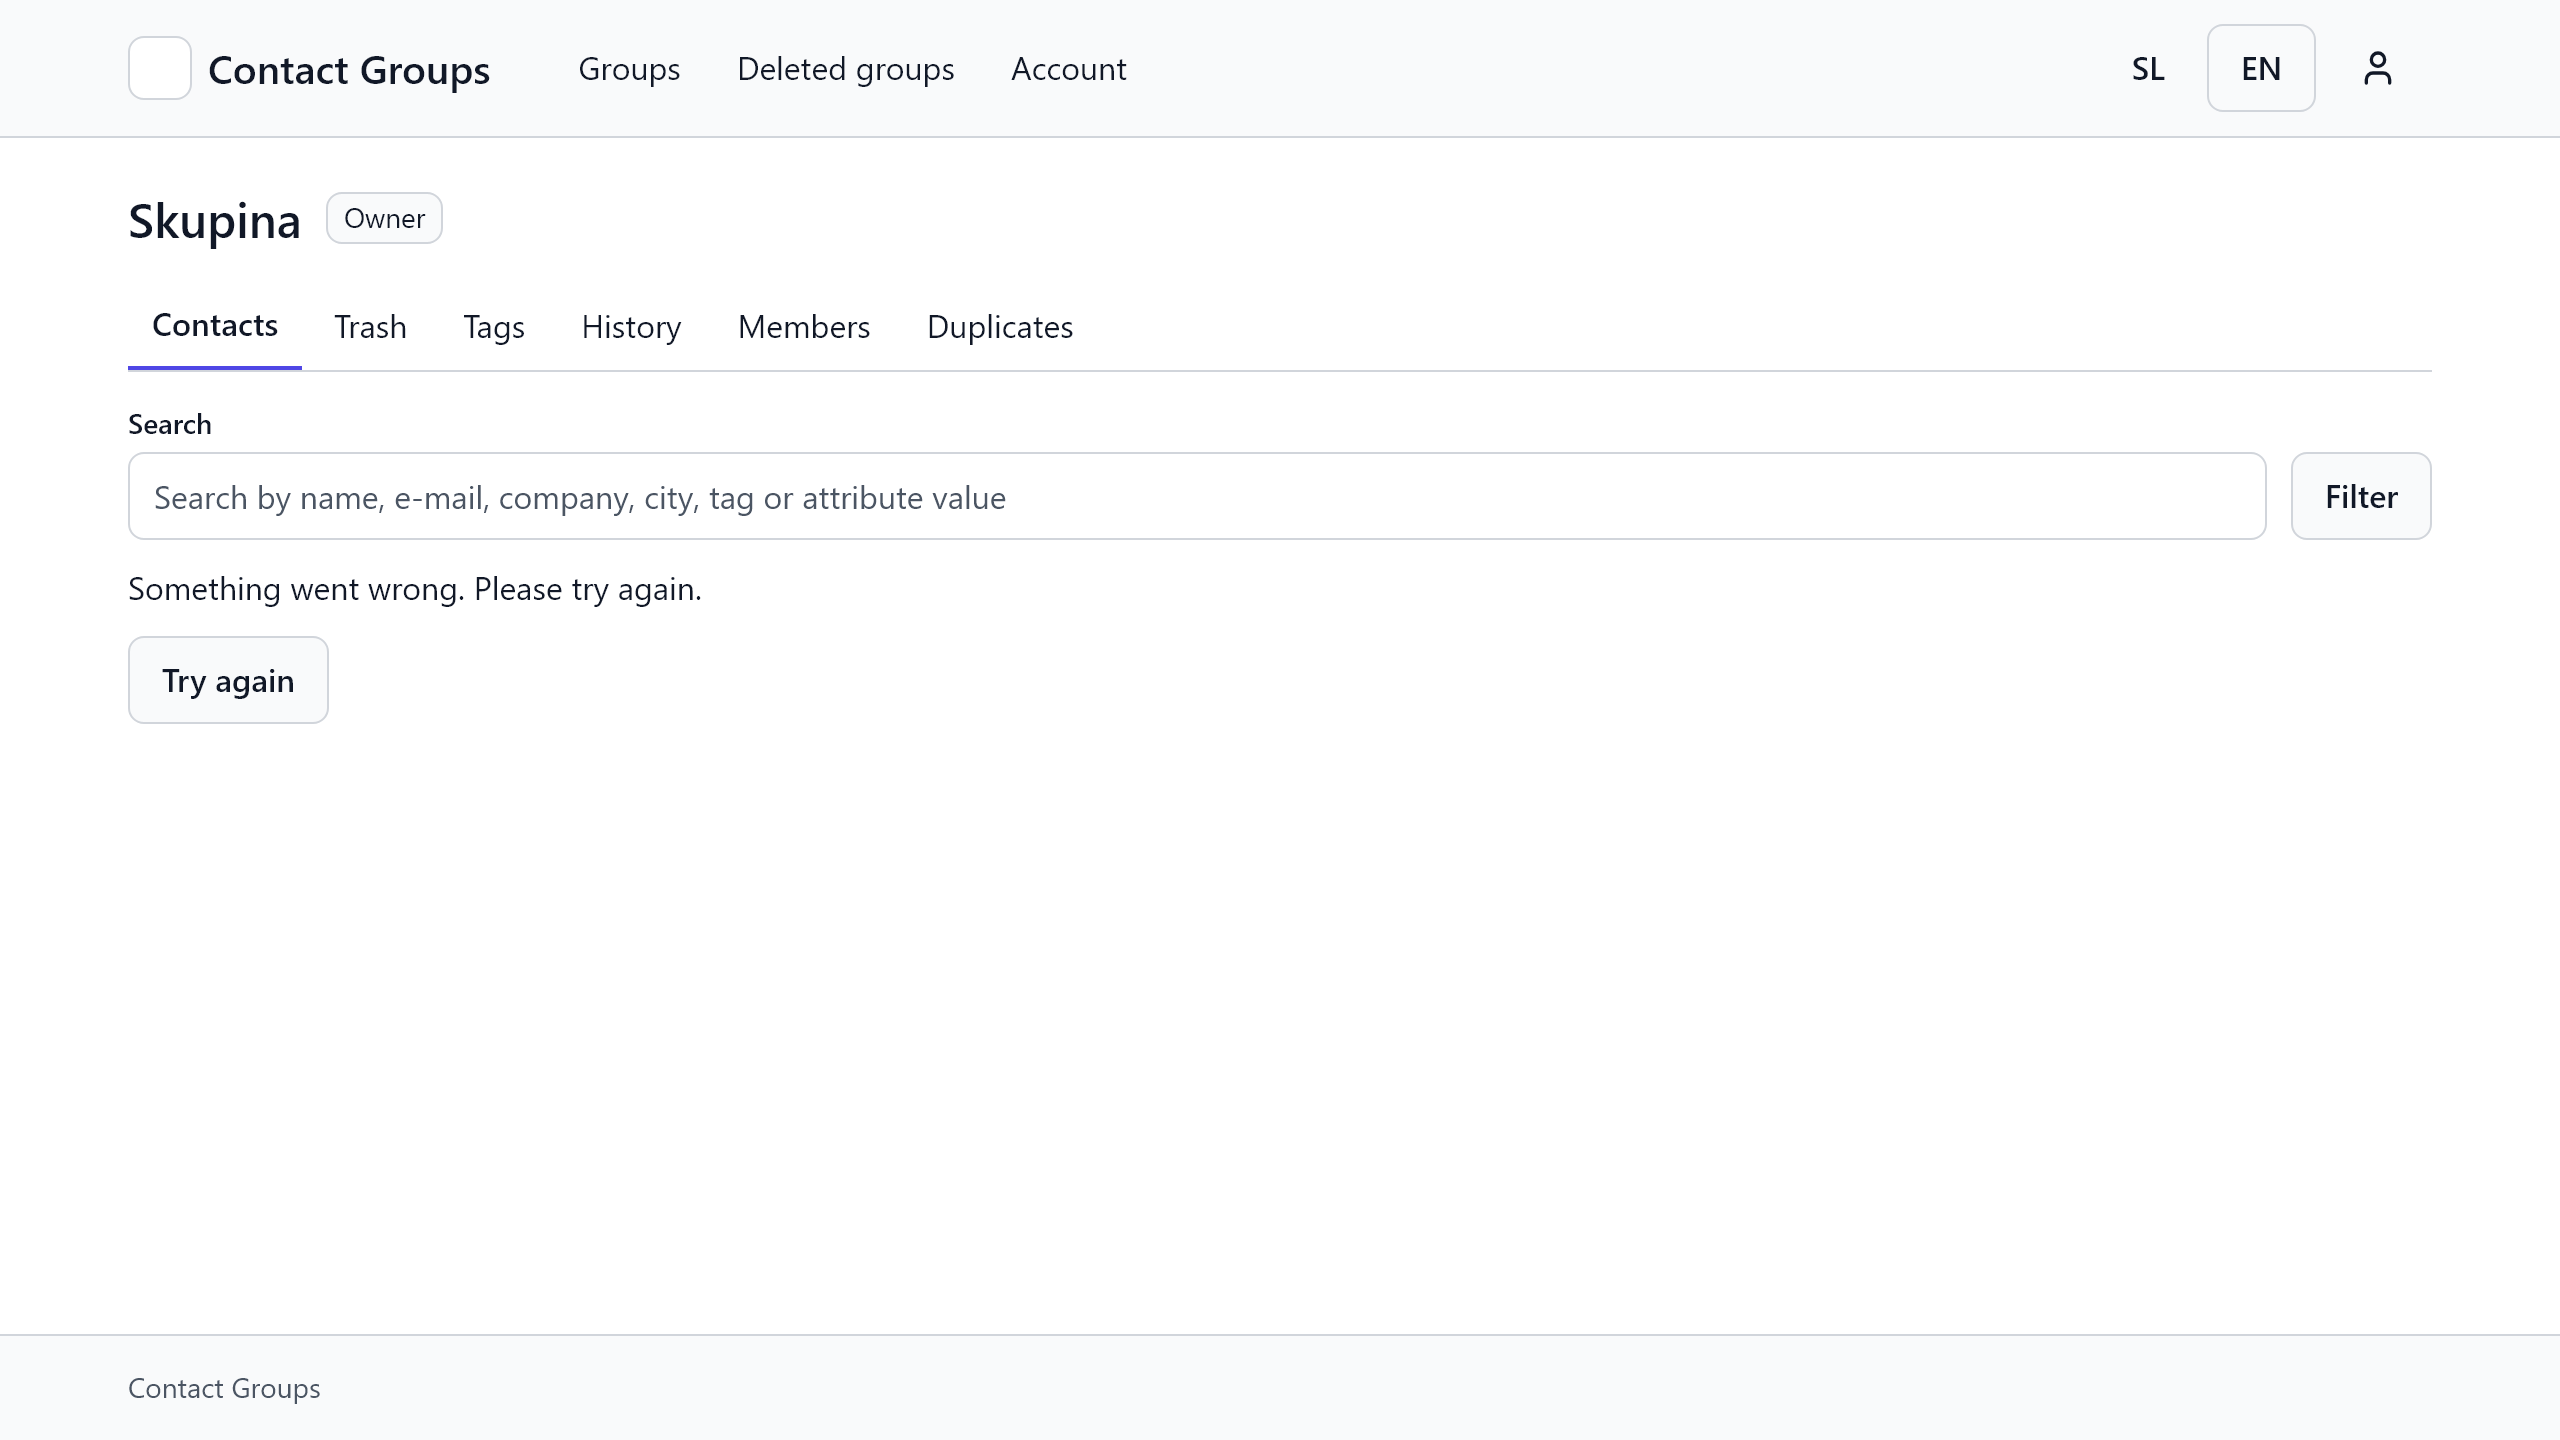 Contact Groups Groups Deleted groups Account SL EN
Skupina Owner
Contacts Trash Tags History Members Duplicates
Search
Search by name, e-mail, company, city, tag or attribute value Filter
Something went wrong. Please try again.
Try again
Contact Groups